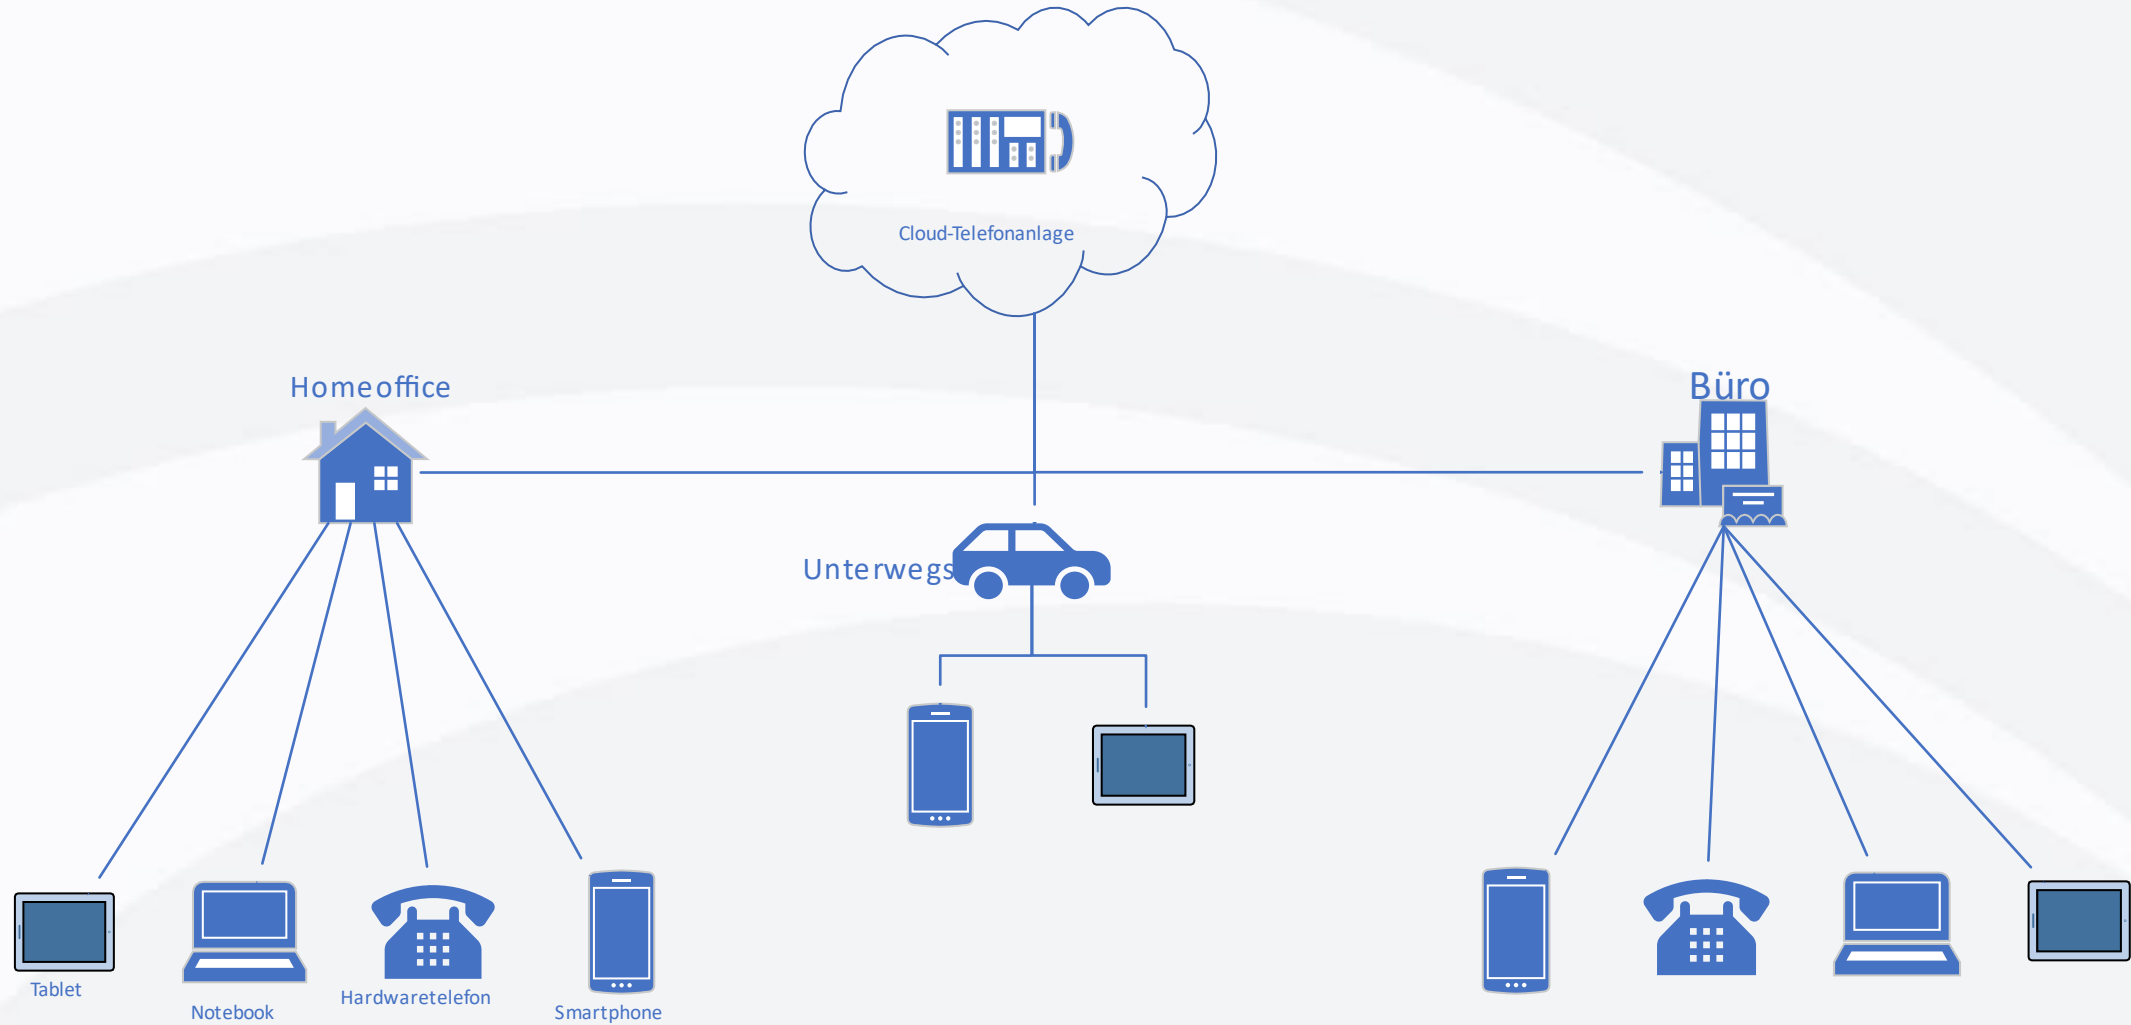 Cloud-Telefonanlage
Homeoffice
Büro
Unterwegs
Tablet
Notebook
Hardwaretelefon
Smartphone